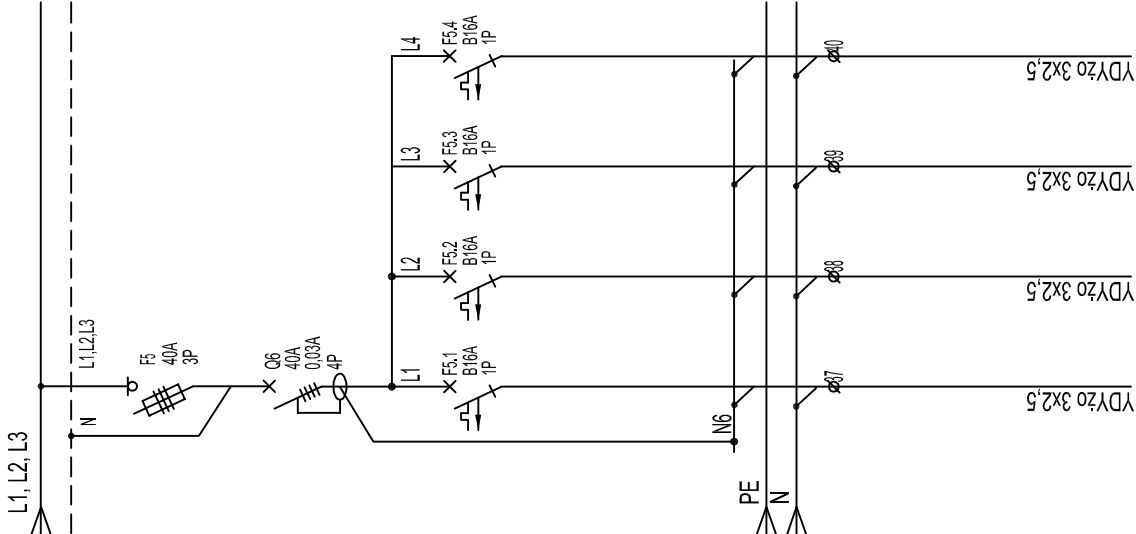 L1, L2, L3
N
L1,L2,L3
F5
40A
3P
Q6
40A
0,03A
4P
L1
F5.1
B16A
1P
L2
F5.2
B16A
1P
L3
F5.3
B16A
1P
L4
F5.4
B16A
1P
N6
PE
N
37
38
39
40
YDYżo 3x2,5
YDYżo 3x2,5
YDYżo 3x2,5
YDYżo 3x2,5